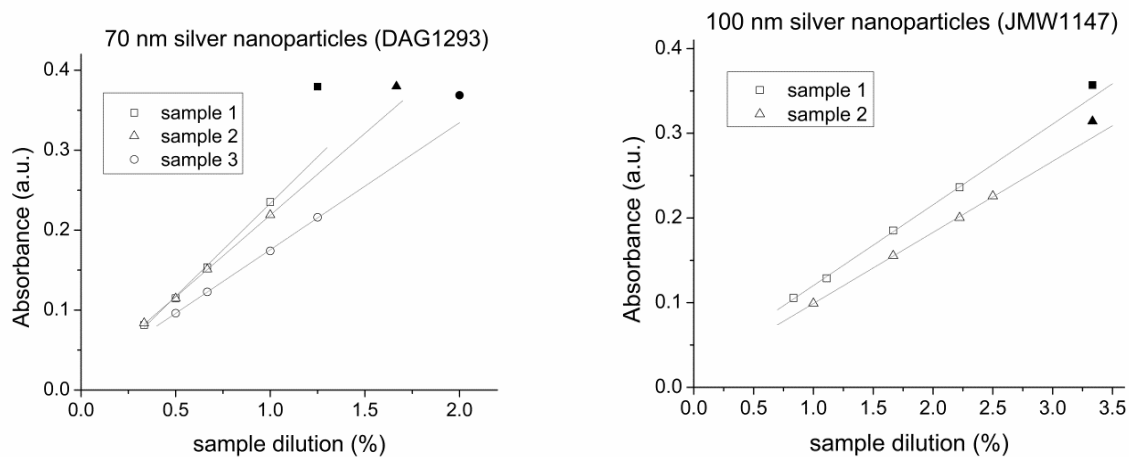 70 nm silver nanoparticles (DAG1293)
0.4
0.3
0.2
0.1
0.0
Absorbance (a.u.)
sample 1
sample 2
sample 3
0.0 0.5 1.0 1.5 2.0
sample dilution (%)
100 nm silver nanoparticles (JMW1147)
0.4
0.3
0.2
0.1
0.0
Absorbance (a.u.)
sample 1
sample 2
0.0 0.5 1.0 1.5 2.0 2.5 3.0 3.5
sample dilution (%)